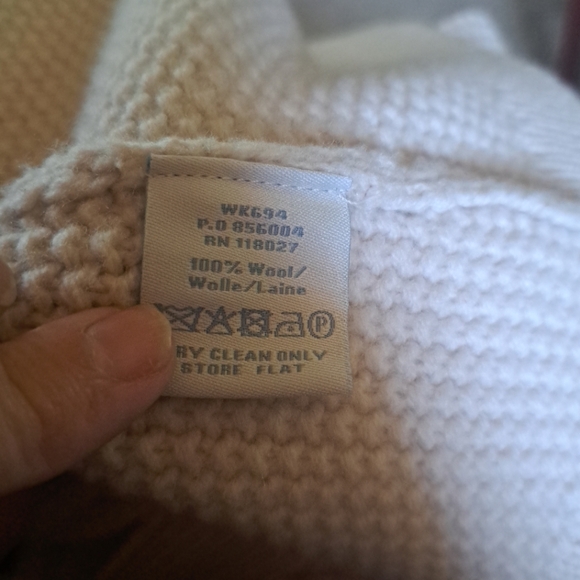 WK694
P.O 856004
RN 118027
100% Wool/
Wolle/Laine
P
RY CLEAN ONLY
STORE FLAT